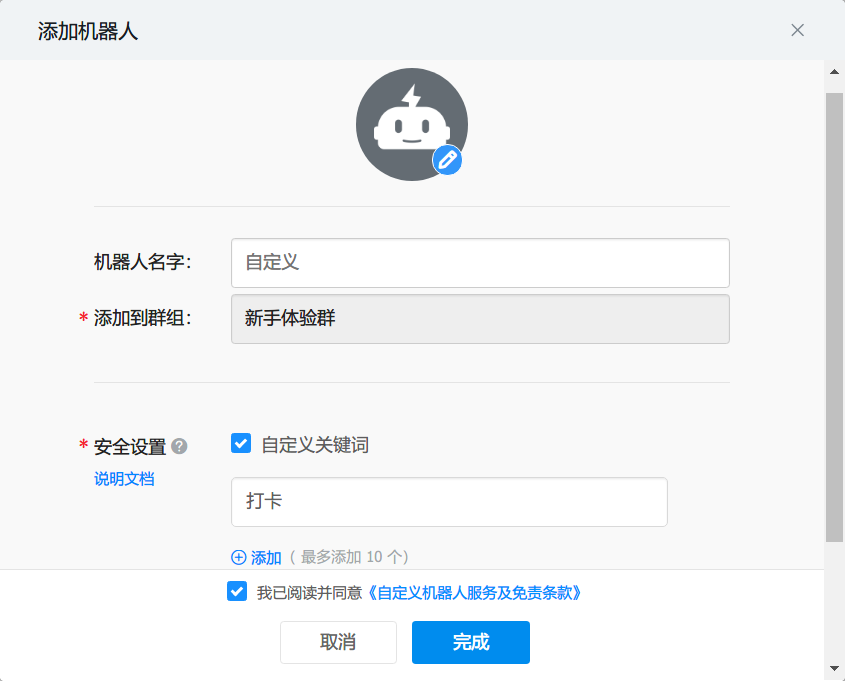 添加机器人
机器人名字：
自定义
* 添加到群组：
新手体验群
* 安全设置 ?
自定义关键词
说明文档
打卡
添加（ 最多添加 10 个）
我已阅读并同意《自定义机器人服务及免责条款》
取消
完成